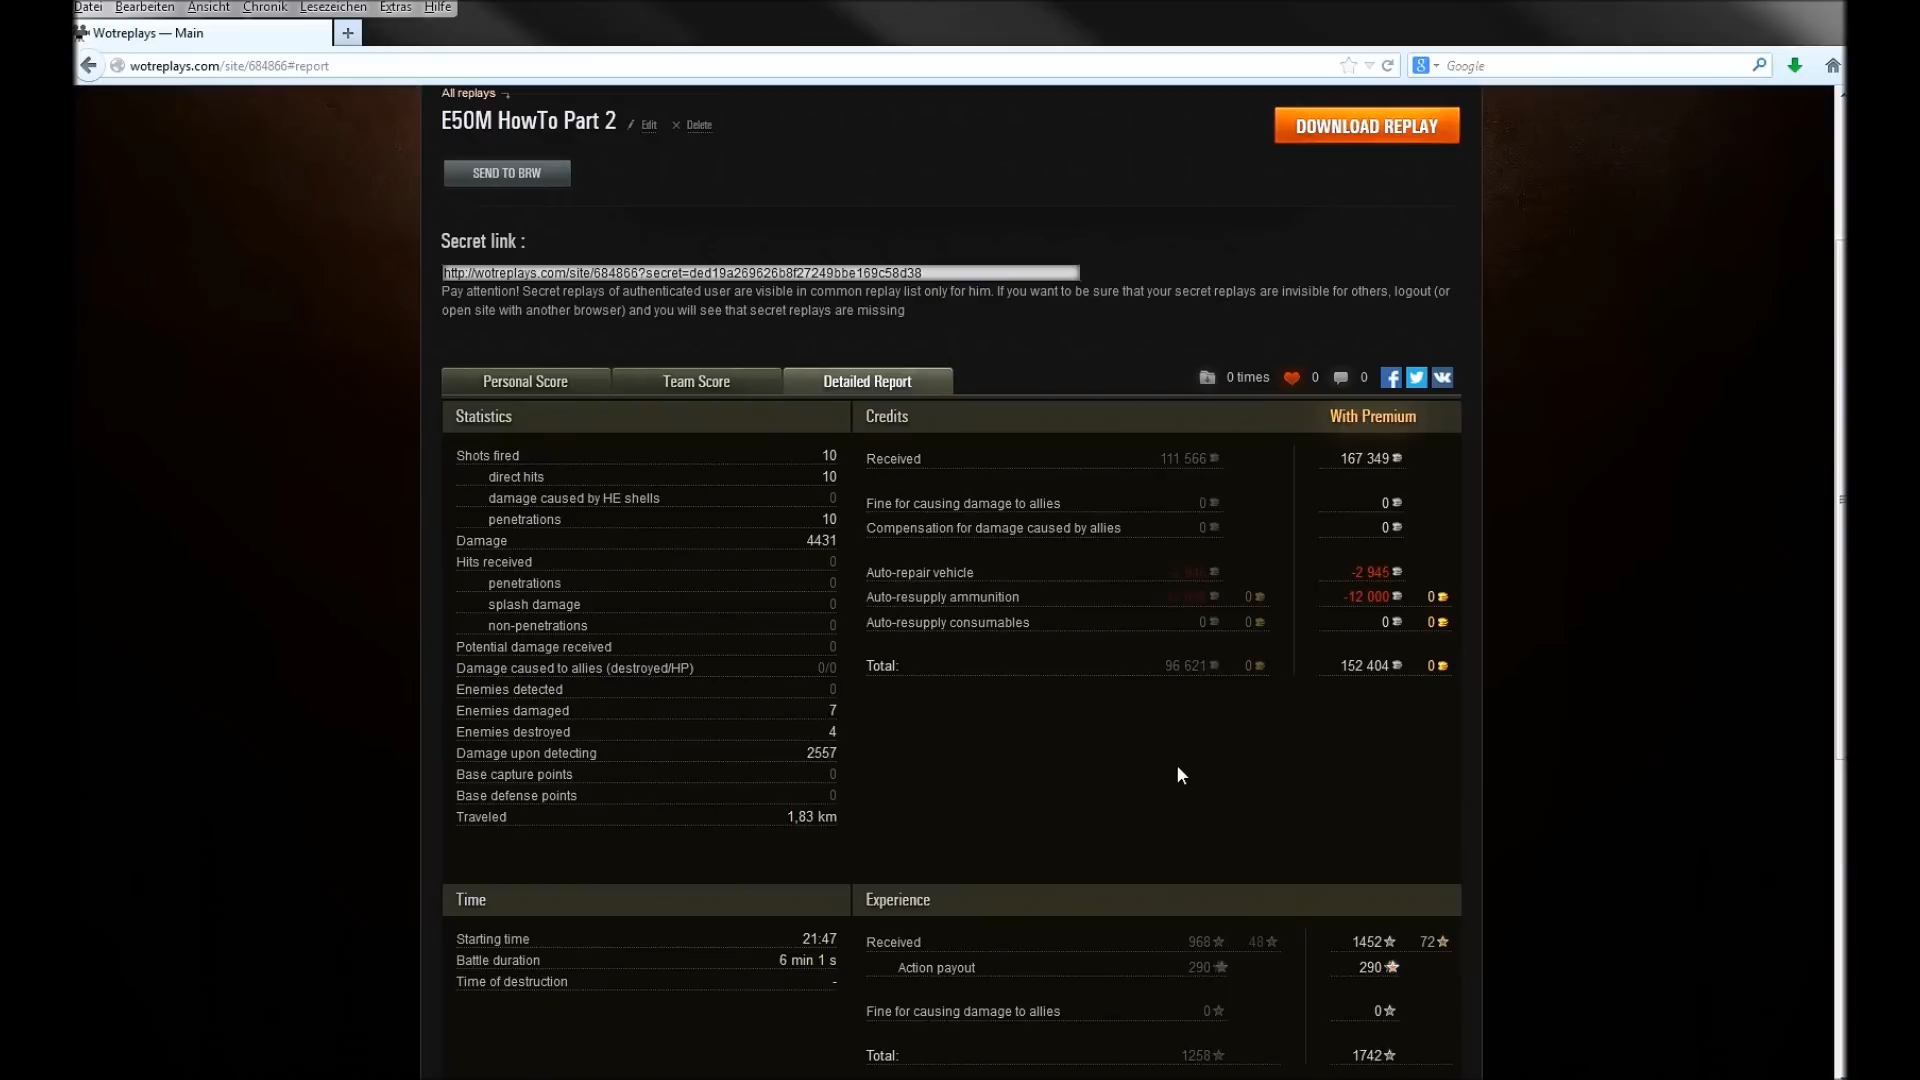 Datei Bearbeiten Ansicht Chronik Lesezeichen Extras Hilfe
Wotreplays — Main +
wotreplays.com/site/684866#report
8 Google
All replays
E50M HowTo Part 2 Edit × Delete
DOWNLOAD REPLAY
SEND TO BRW
Secret link :
http://wotreplays.com/site/684866?secret=ded19a269626b8f27249bbe169c58d38
Pay attention! Secret replays of authenticated user are visible in common replay list only for him. If you want to be sure that your secret replays are invisible for others, logout (or
open site with another browser) and you will see that secret replays are missing
Personal Score Team Score Detailed Report 0 times 0 0
Statistics
Shots fired 10
direct hits 10
damage caused by HE shells 0
penetrations 10
Damage 4431
Hits received 0
penetrations 0
splash damage 0
non-penetrations 0
Potential damage received 0
Damage caused to allies (destroyed/HP) 0/0
Enemies detected 0
Enemies damaged 7
Enemies destroyed 4
Damage upon detecting 2557
Base capture points 0
Base defense points 0
Traveled 1,83 km
Credits With Premium
Received 111 566 167 349
Fine for causing damage to allies 0 0
Compensation for damage caused by allies 0 0
Auto-repair vehicle -2 945
Auto-resupply ammunition 0 -12 000 0
Auto-resupply consumables 0 0 0 0
Total: 96 621 0 152 404 0
Time
Starting time 21:47
Battle duration 6 min 1 s
Time of destruction -
Experience
Received 968 48 1452 72
Action payout 290 290
Fine for causing damage to allies 0 0
Total: 1258 1742